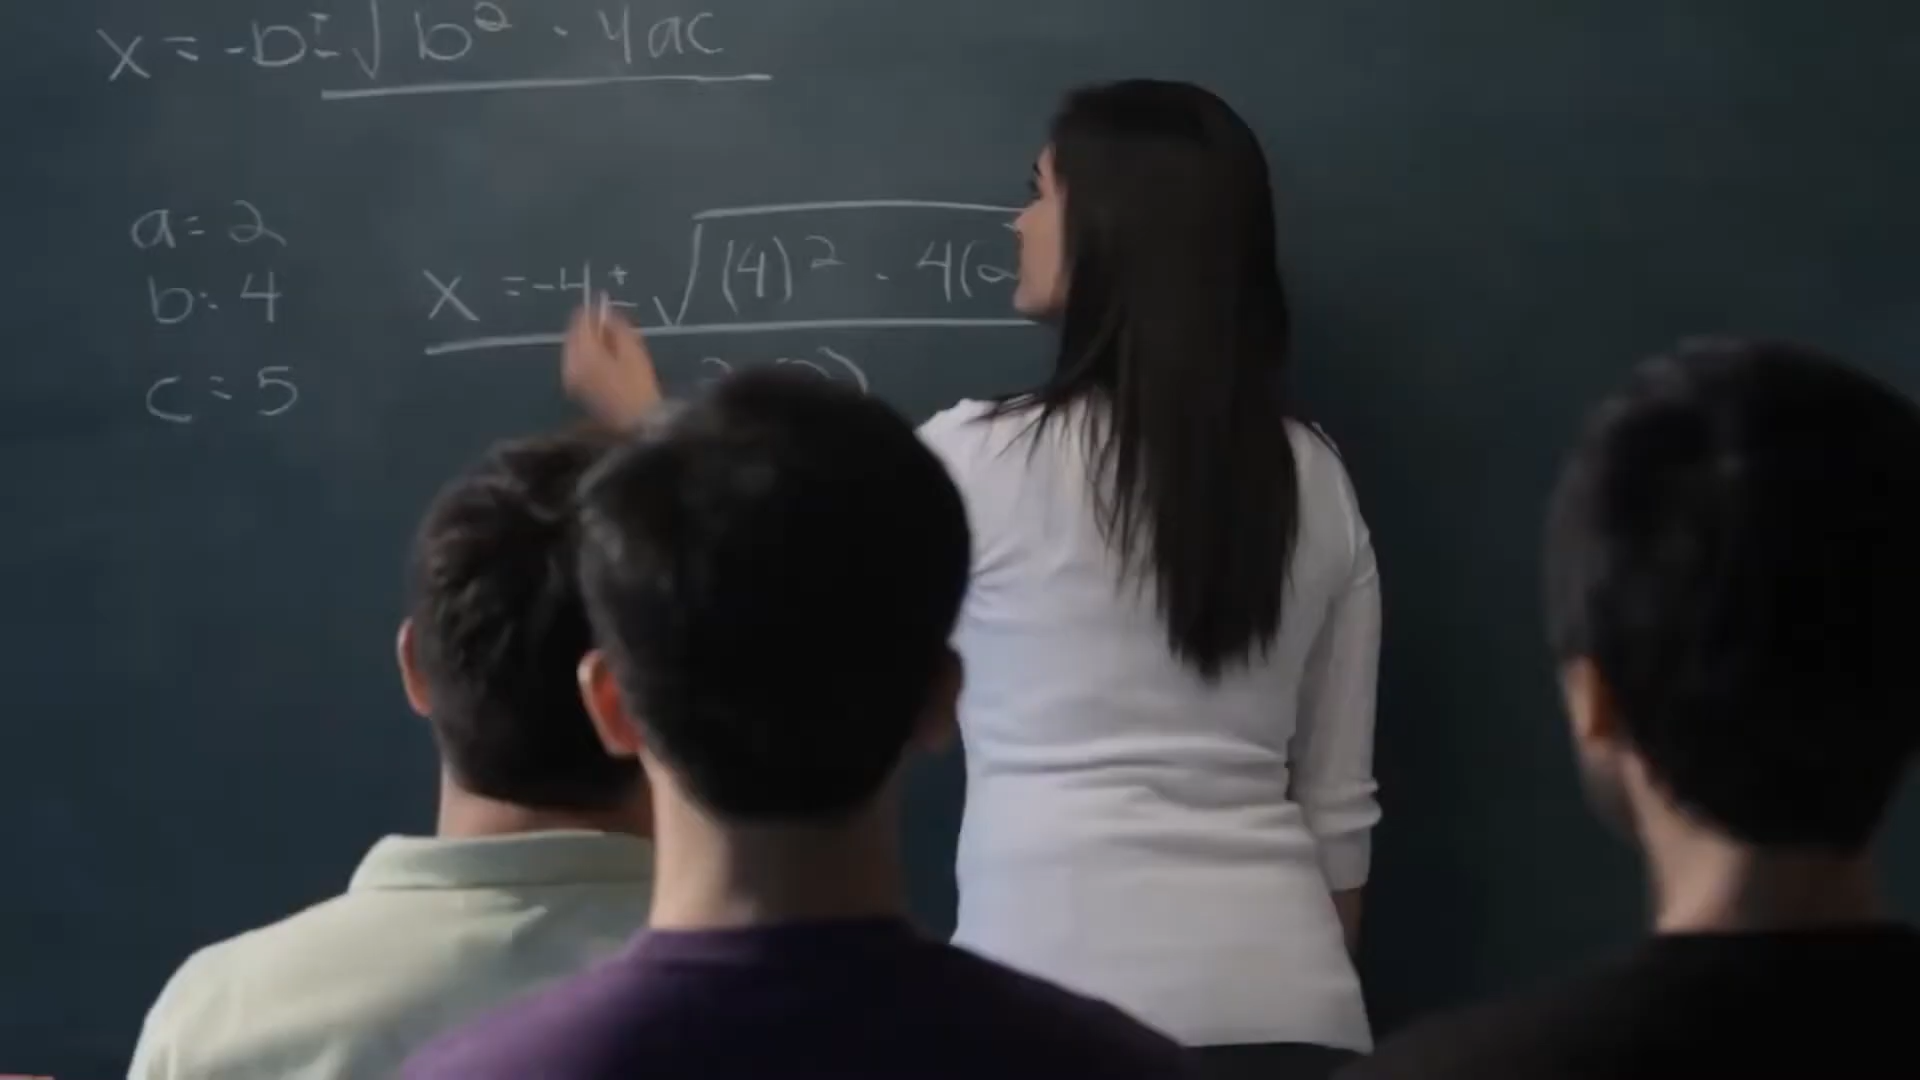 x = -b ± √b² - 4ac
a = 2
b = 4
c = 5
x = -4 ± √(4)² - 4(2